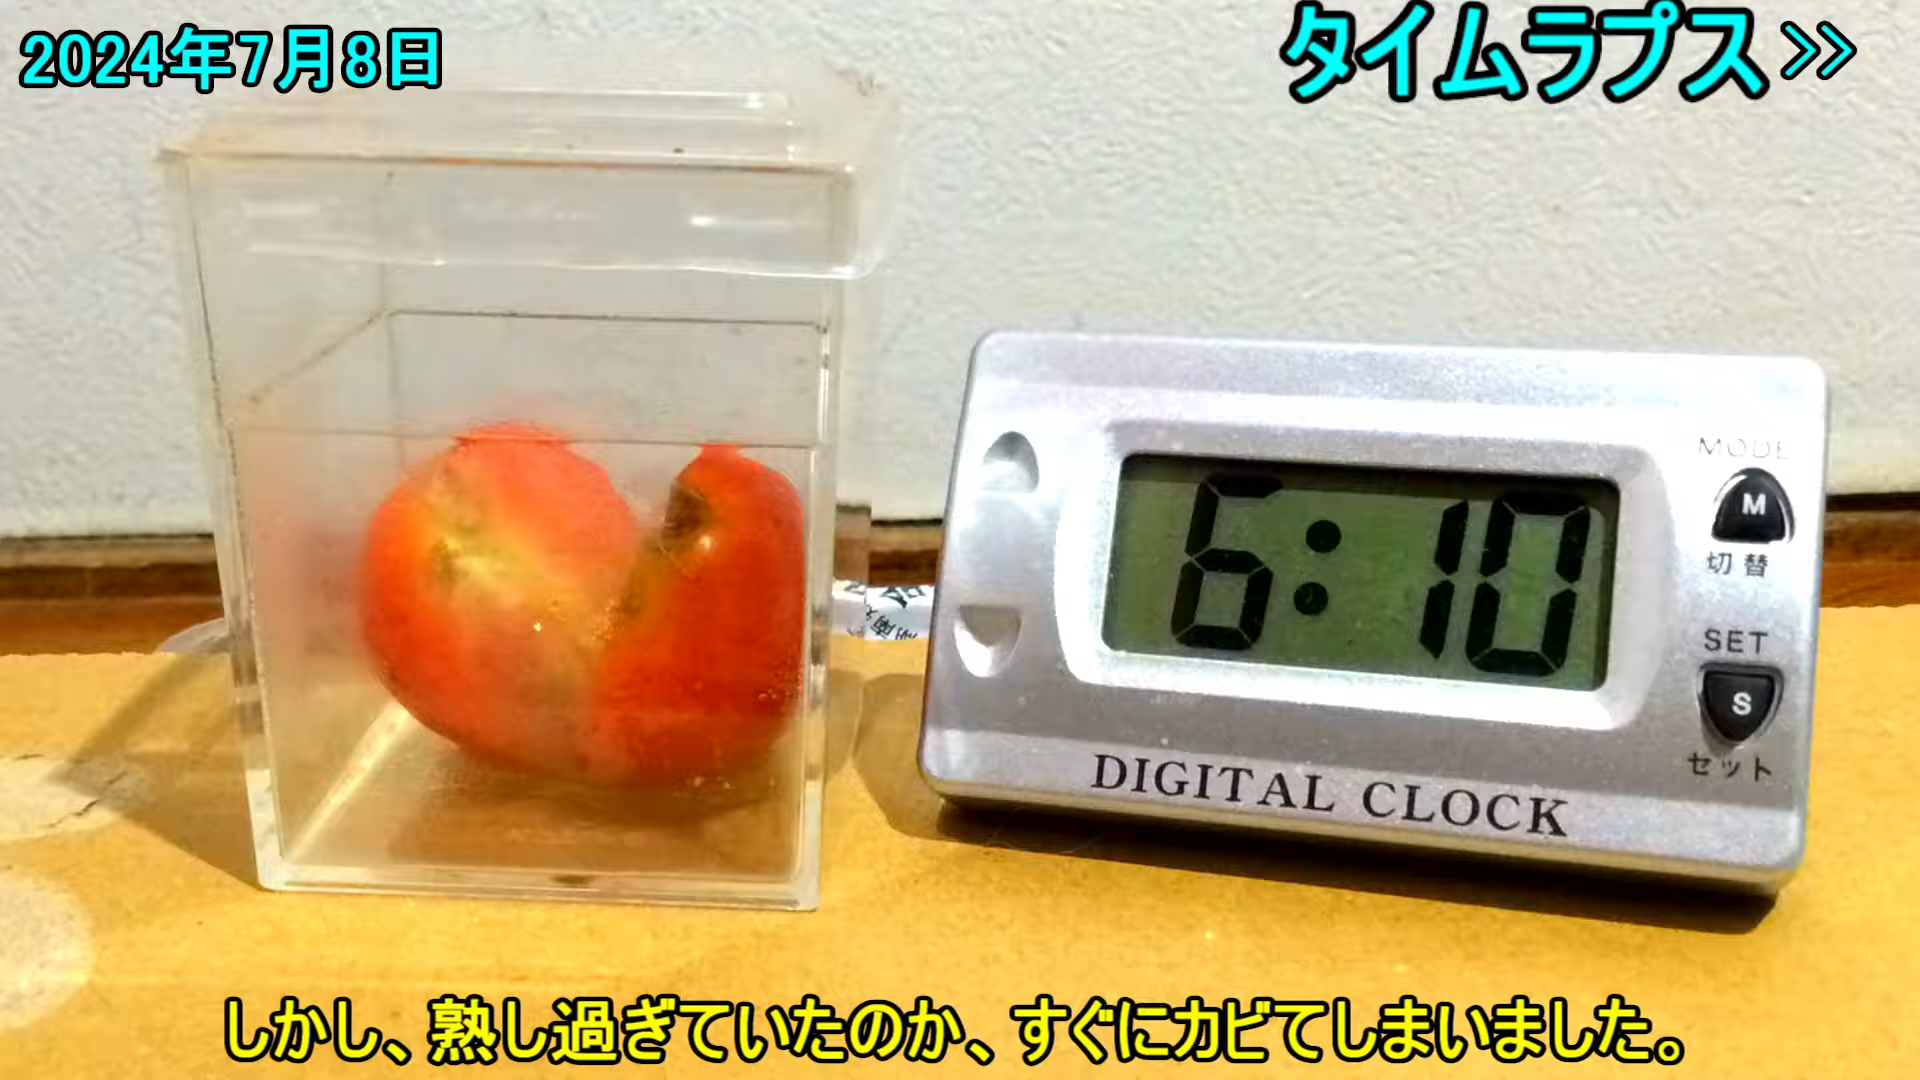 2024年7月8日
タイムラプス>>
6:10
MODE
M
切替
SET
S
セット
DIGITAL CLOCK
しかし、熟し過ぎていたのか、すぐにカビてしまいました。